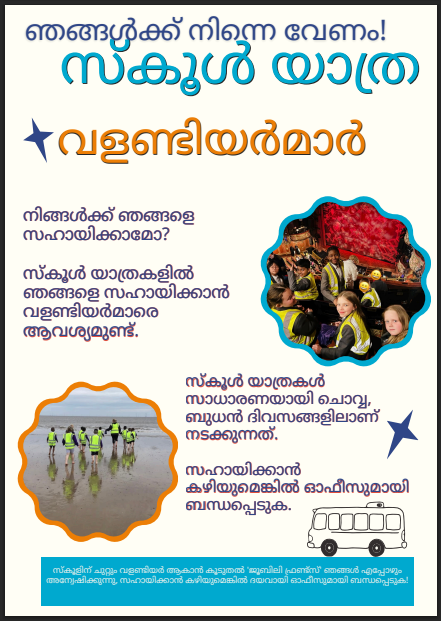 ഞങ്ങൾക്ക് നിന്നെ വേണം!
സ്കൂൾ യാത്ര
വളണ്ടിയർമാർ
നിങ്ങൾക്ക് ഞങ്ങളെ
സഹായിക്കാമോ?
സ്കൂൾ യാത്രകളിൽ
ഞങ്ങളെ സഹായിക്കാൻ
വളണ്ടിയർമാരെ
ആവശ്യമുണ്ട്.
സ്കൂൾ യാത്രകൾ
സാധാരണയായി ചൊവ്വ,
ബുധൻ ദിവസങ്ങളിലാണ്
നടക്കുന്നത്.
സഹായിക്കാൻ
കഴിയുമെങ്കിൽ ഓഫീസുമായി
ബന്ധപ്പെടുക.
സ്കൂളിന് ചുറ്റും വളണ്ടിയർ ആകാൻ കൂടുതൽ 'ജൂബിലി ഫ്രണ്ട്സ്' ഞങ്ങൾ എപ്പോഴും
അന്വേഷിക്കുന്നു, സഹായിക്കാൻ കഴിയുമെങ്കിൽ ദയവായി ഓഫീസുമായി ബന്ധപ്പെടുക!